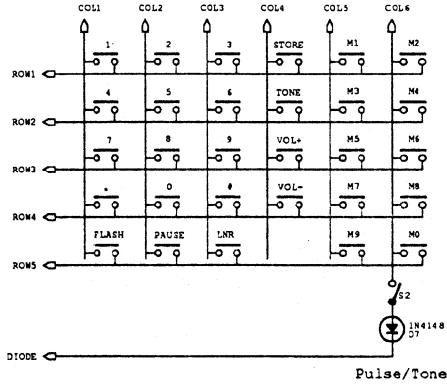 COL1 COL2 COL3 COL4 COL5 COL6
1 2 3 STORE M1 M2
ROW1
4 5 6 TONE M3 M4
ROW2
7 8 9 VOL+ M5 M6
ROW3
* 0 # VOL- M7 M8
ROW4
FLASH PAUSE LNR M9 M0
ROW5
S2
1N4148
D7
DIODE
Pulse/Tone